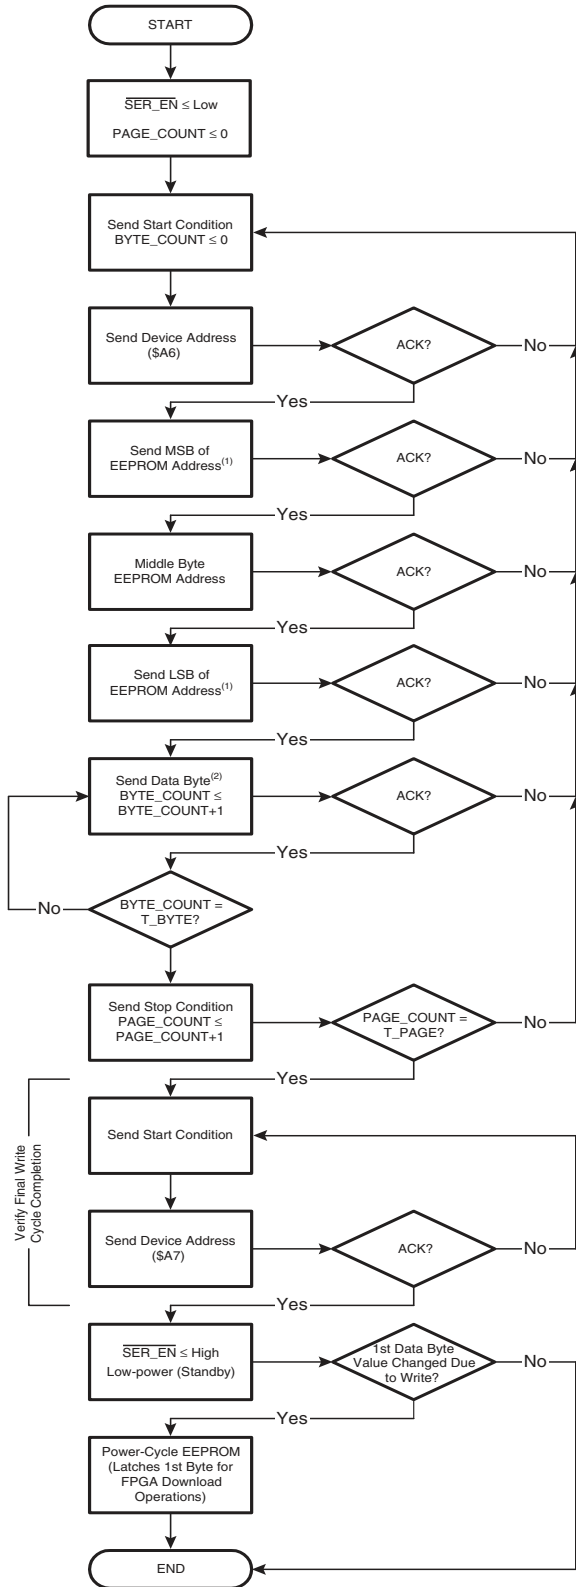 START
SER_EN ≤ Low
PAGE_COUNT ≤ 0
Send Start Condition
BYTE_COUNT ≤ 0
Send Device Address
($A6)
ACK?
No
Yes
Send MSB of
EEPROM Address(1)
ACK?
No
Yes
Middle Byte
EEPROM Address
ACK?
No
Yes
Send LSB of
EEPROM Address(1)
ACK?
No
Yes
Send Data Byte(2)
BYTE_COUNT ≤
BYTE_COUNT+1
ACK?
No
Yes
BYTE_COUNT =
T_BYTE?
No
Send Stop Condition
PAGE_COUNT ≤
PAGE_COUNT+1
PAGE_COUNT =
T_PAGE?
No
Yes
Verify Final Write
Cycle Completion
Send Start Condition
Send Device Address
($A7)
ACK?
No
Yes
SER_EN ≤ High
Low-power (Standby)
1st Data Byte
Value Changed Due
to Write?
No
Yes
Power-Cycle EEPROM
(Latches 1st Byte for
FPGA Download
Operations)
END